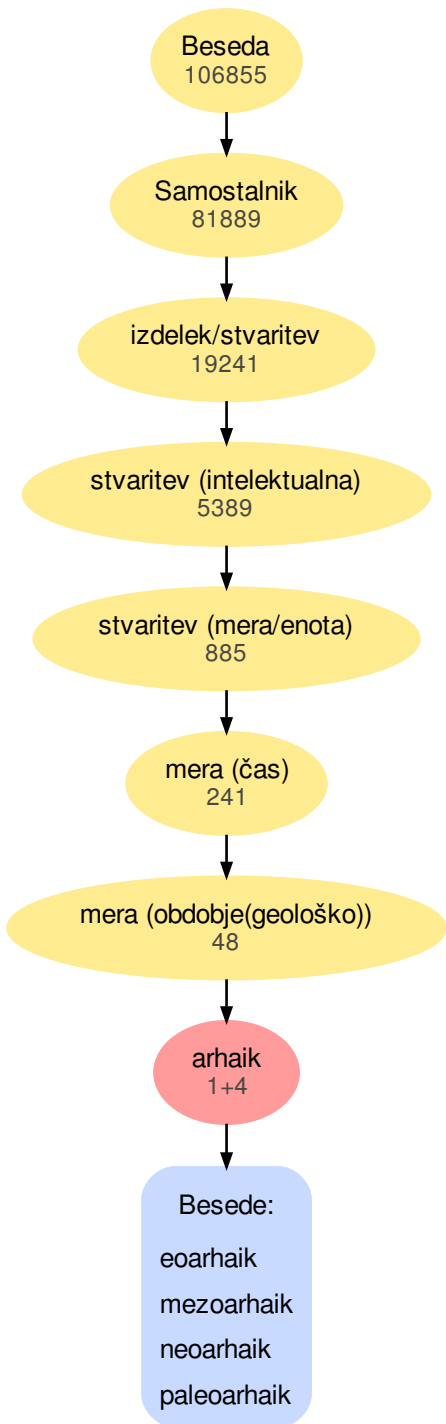 Beseda
106855
Samostalnik
81889
izdelek/stvaritev
19241
stvaritev (intelektualna)
5389
stvaritev (mera/enota)
885
mera (čas)
241
mera (obdobje(geološko))
48
arhaik
1+4
Besede:
eoarhaik
mezoarhaik
neoarhaik
paleoarhaik